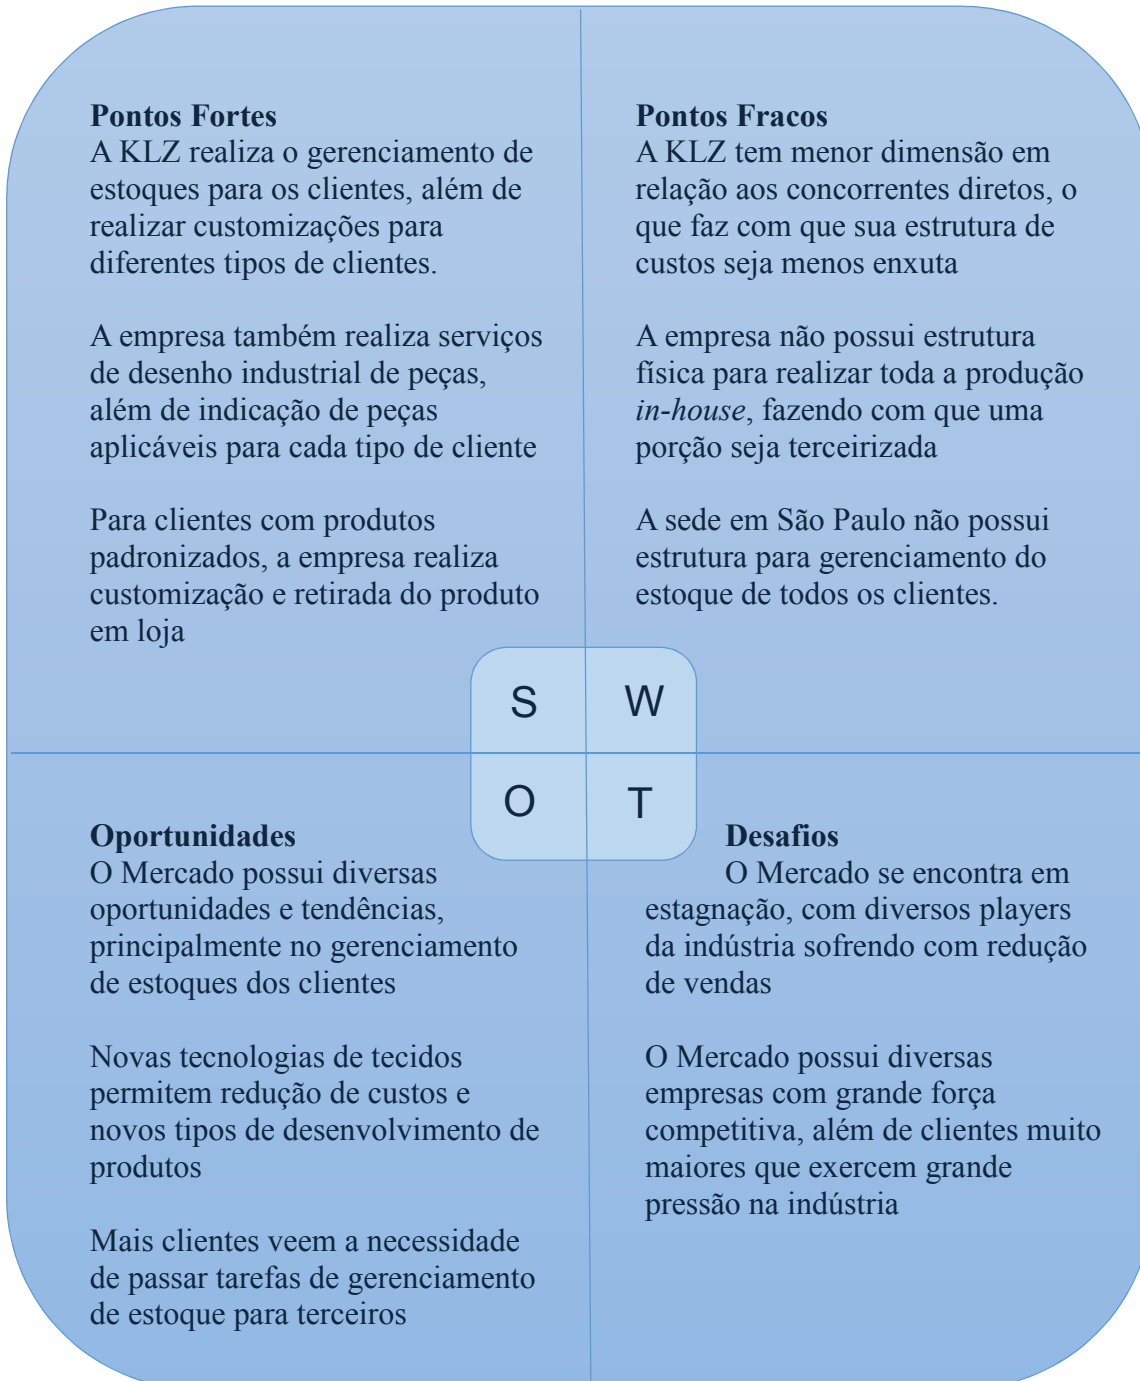 Pontos Fortes
A KLZ realiza o gerenciamento de
estoques para os clientes, além de
realizar customizações para
diferentes tipos de clientes.
A empresa também realiza serviços
de desenho industrial de peças,
além de indicação de peças
aplicáveis para cada tipo de cliente
Para clientes com produtos
padronizados, a empresa realiza
customização e retirada do produto
em loja
Pontos Fracos
A KLZ tem menor dimensão em
relação aos concorrentes diretos, o
que faz com que sua estrutura de
custos seja menos enxuta
A empresa não possui estrutura
física para realizar toda a produção
in-house, fazendo com que uma
porção seja terceirizada
A sede em São Paulo não possui
estrutura para gerenciamento do
estoque de todos os clientes.
S
W
O
T
Oportunidades
O Mercado possui diversas
oportunidades e tendências,
principalmente no gerenciamento
de estoques dos clientes
Novas tecnologias de tecidos
permitem redução de custos e
novos tipos de desenvolvimento de
produtos
Mais clientes veem a necessidade
de passar tarefas de gerenciamento
de estoque para terceiros
Desafios
O Mercado se encontra em
estagnação, com diversos players
da indústria sofrendo com redução
de vendas
O Mercado possui diversas
empresas com grande força
competitiva, além de clientes muito
maiores que exercem grande
pressão na indústria